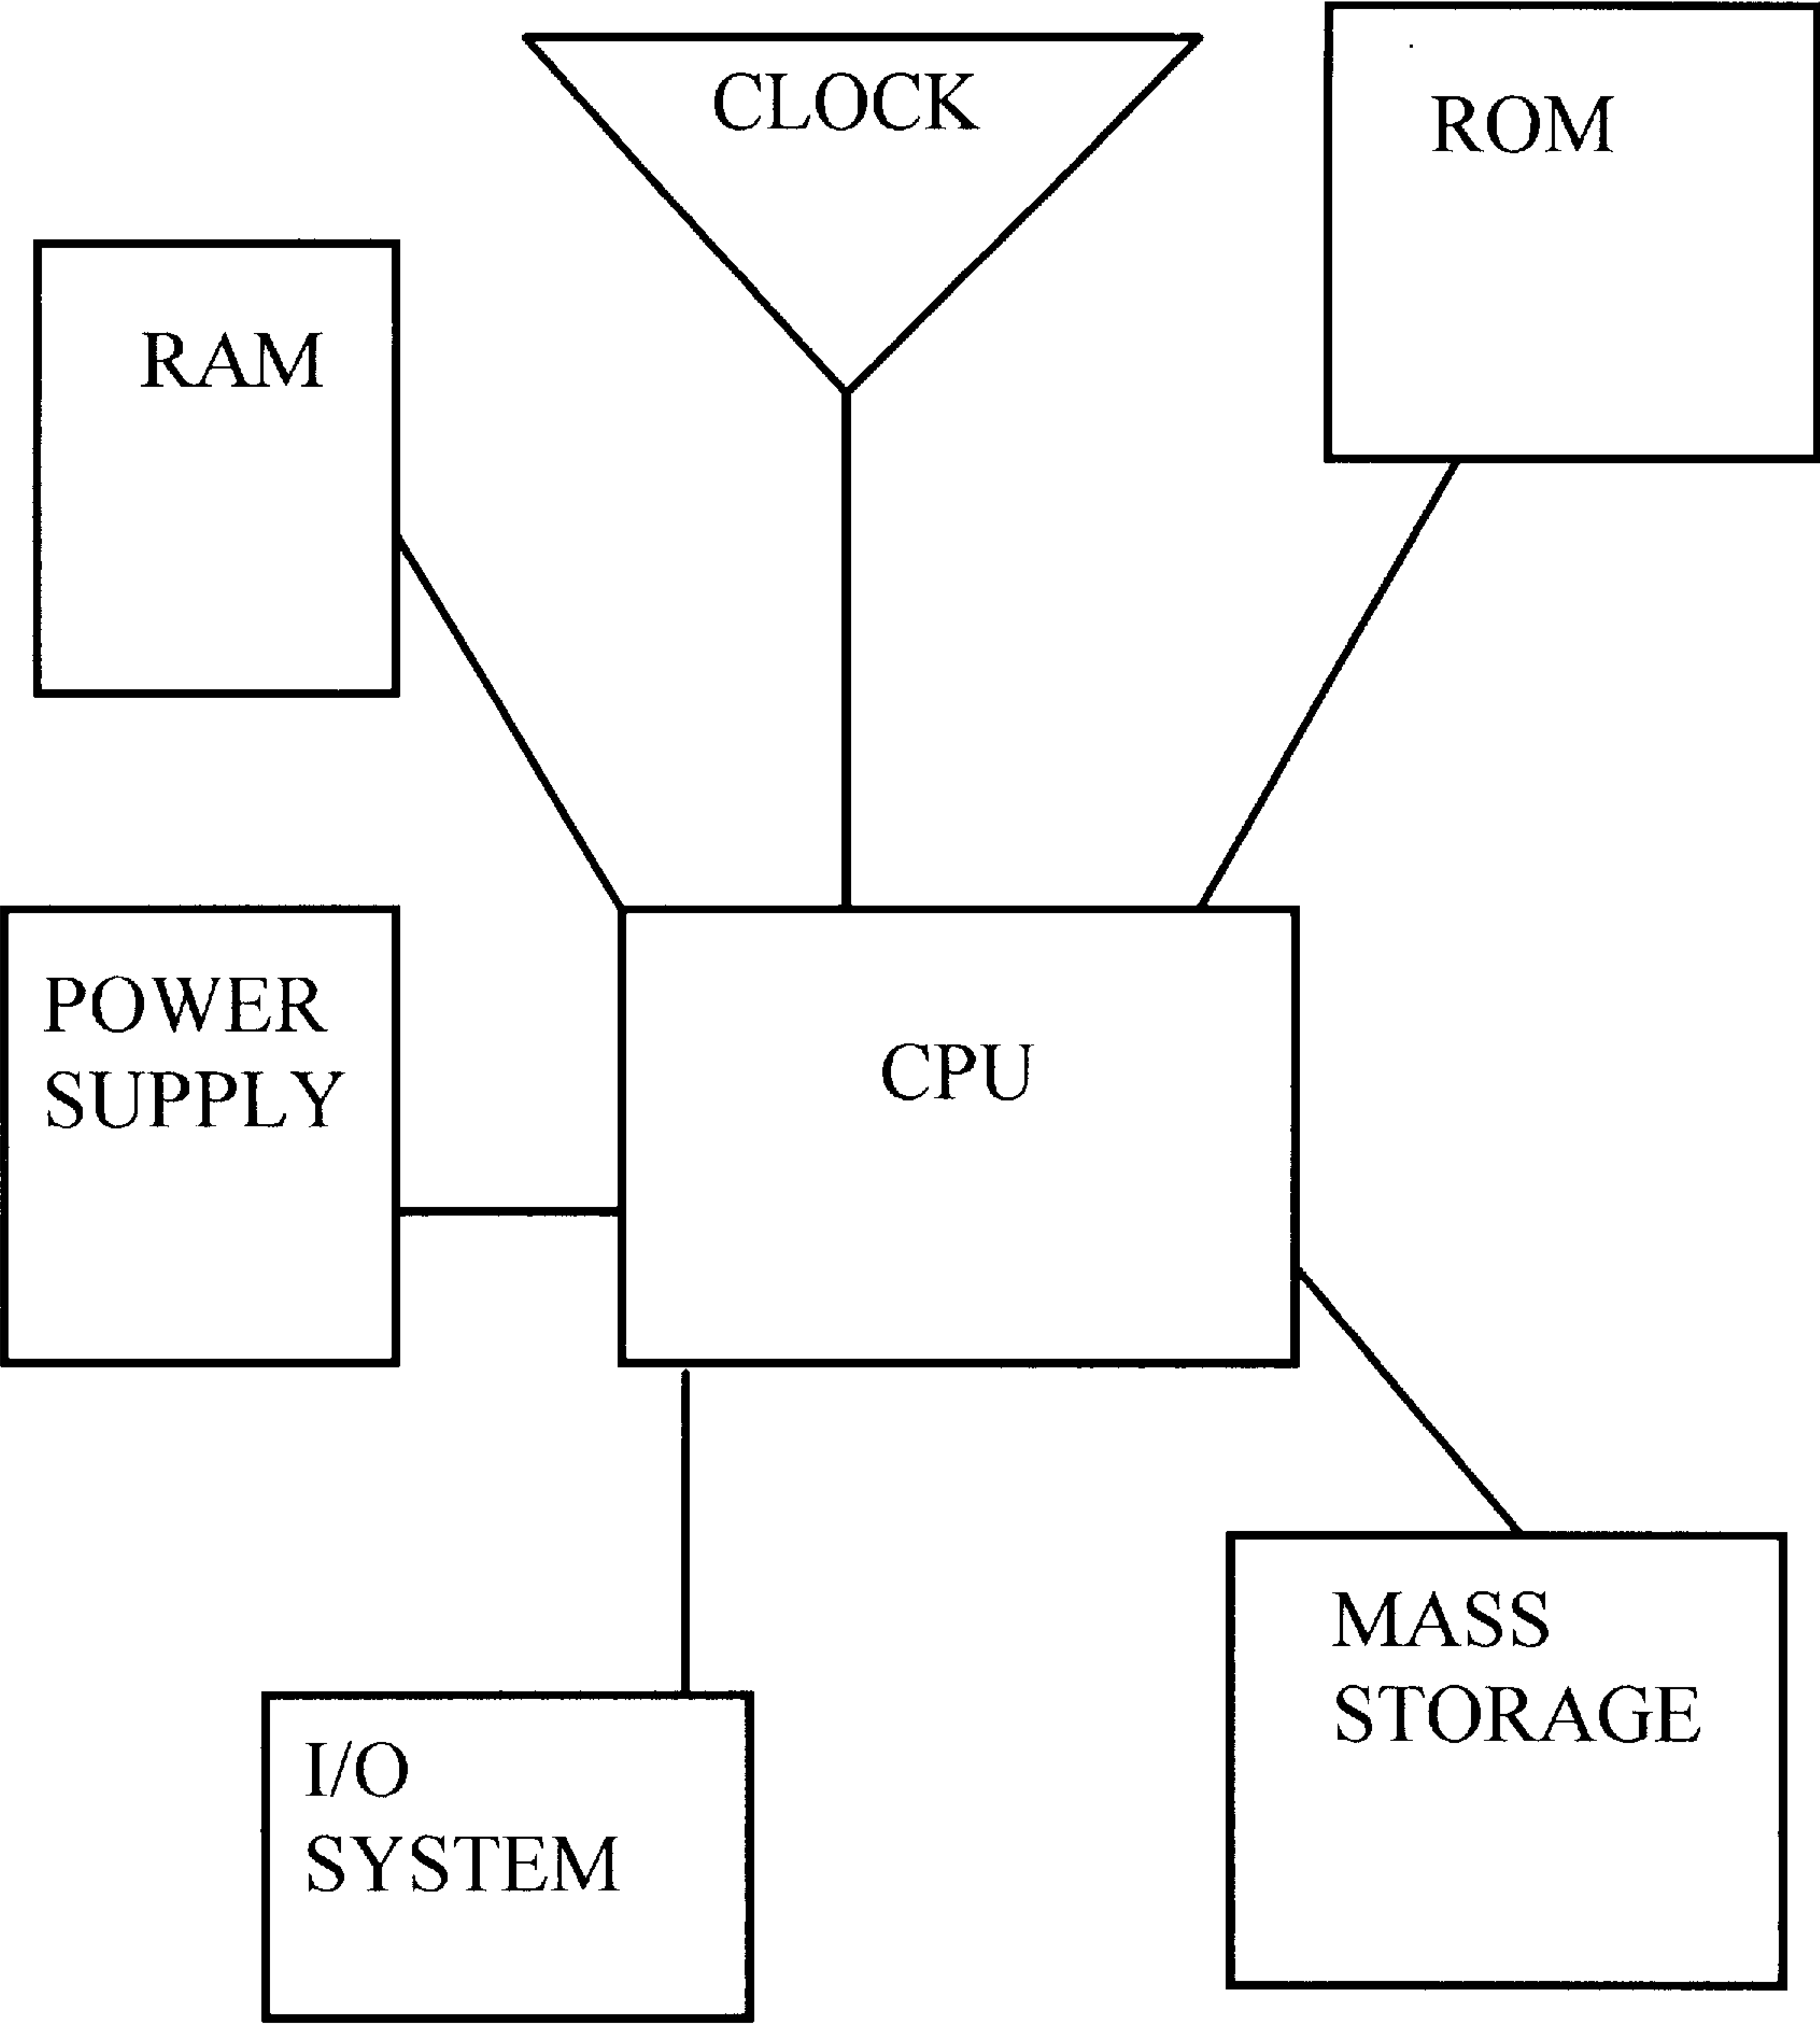 CLOCK
ROM
RAM
POWER
SUPPLY
CPU
MASS
STORAGE
I/O
SYSTEM